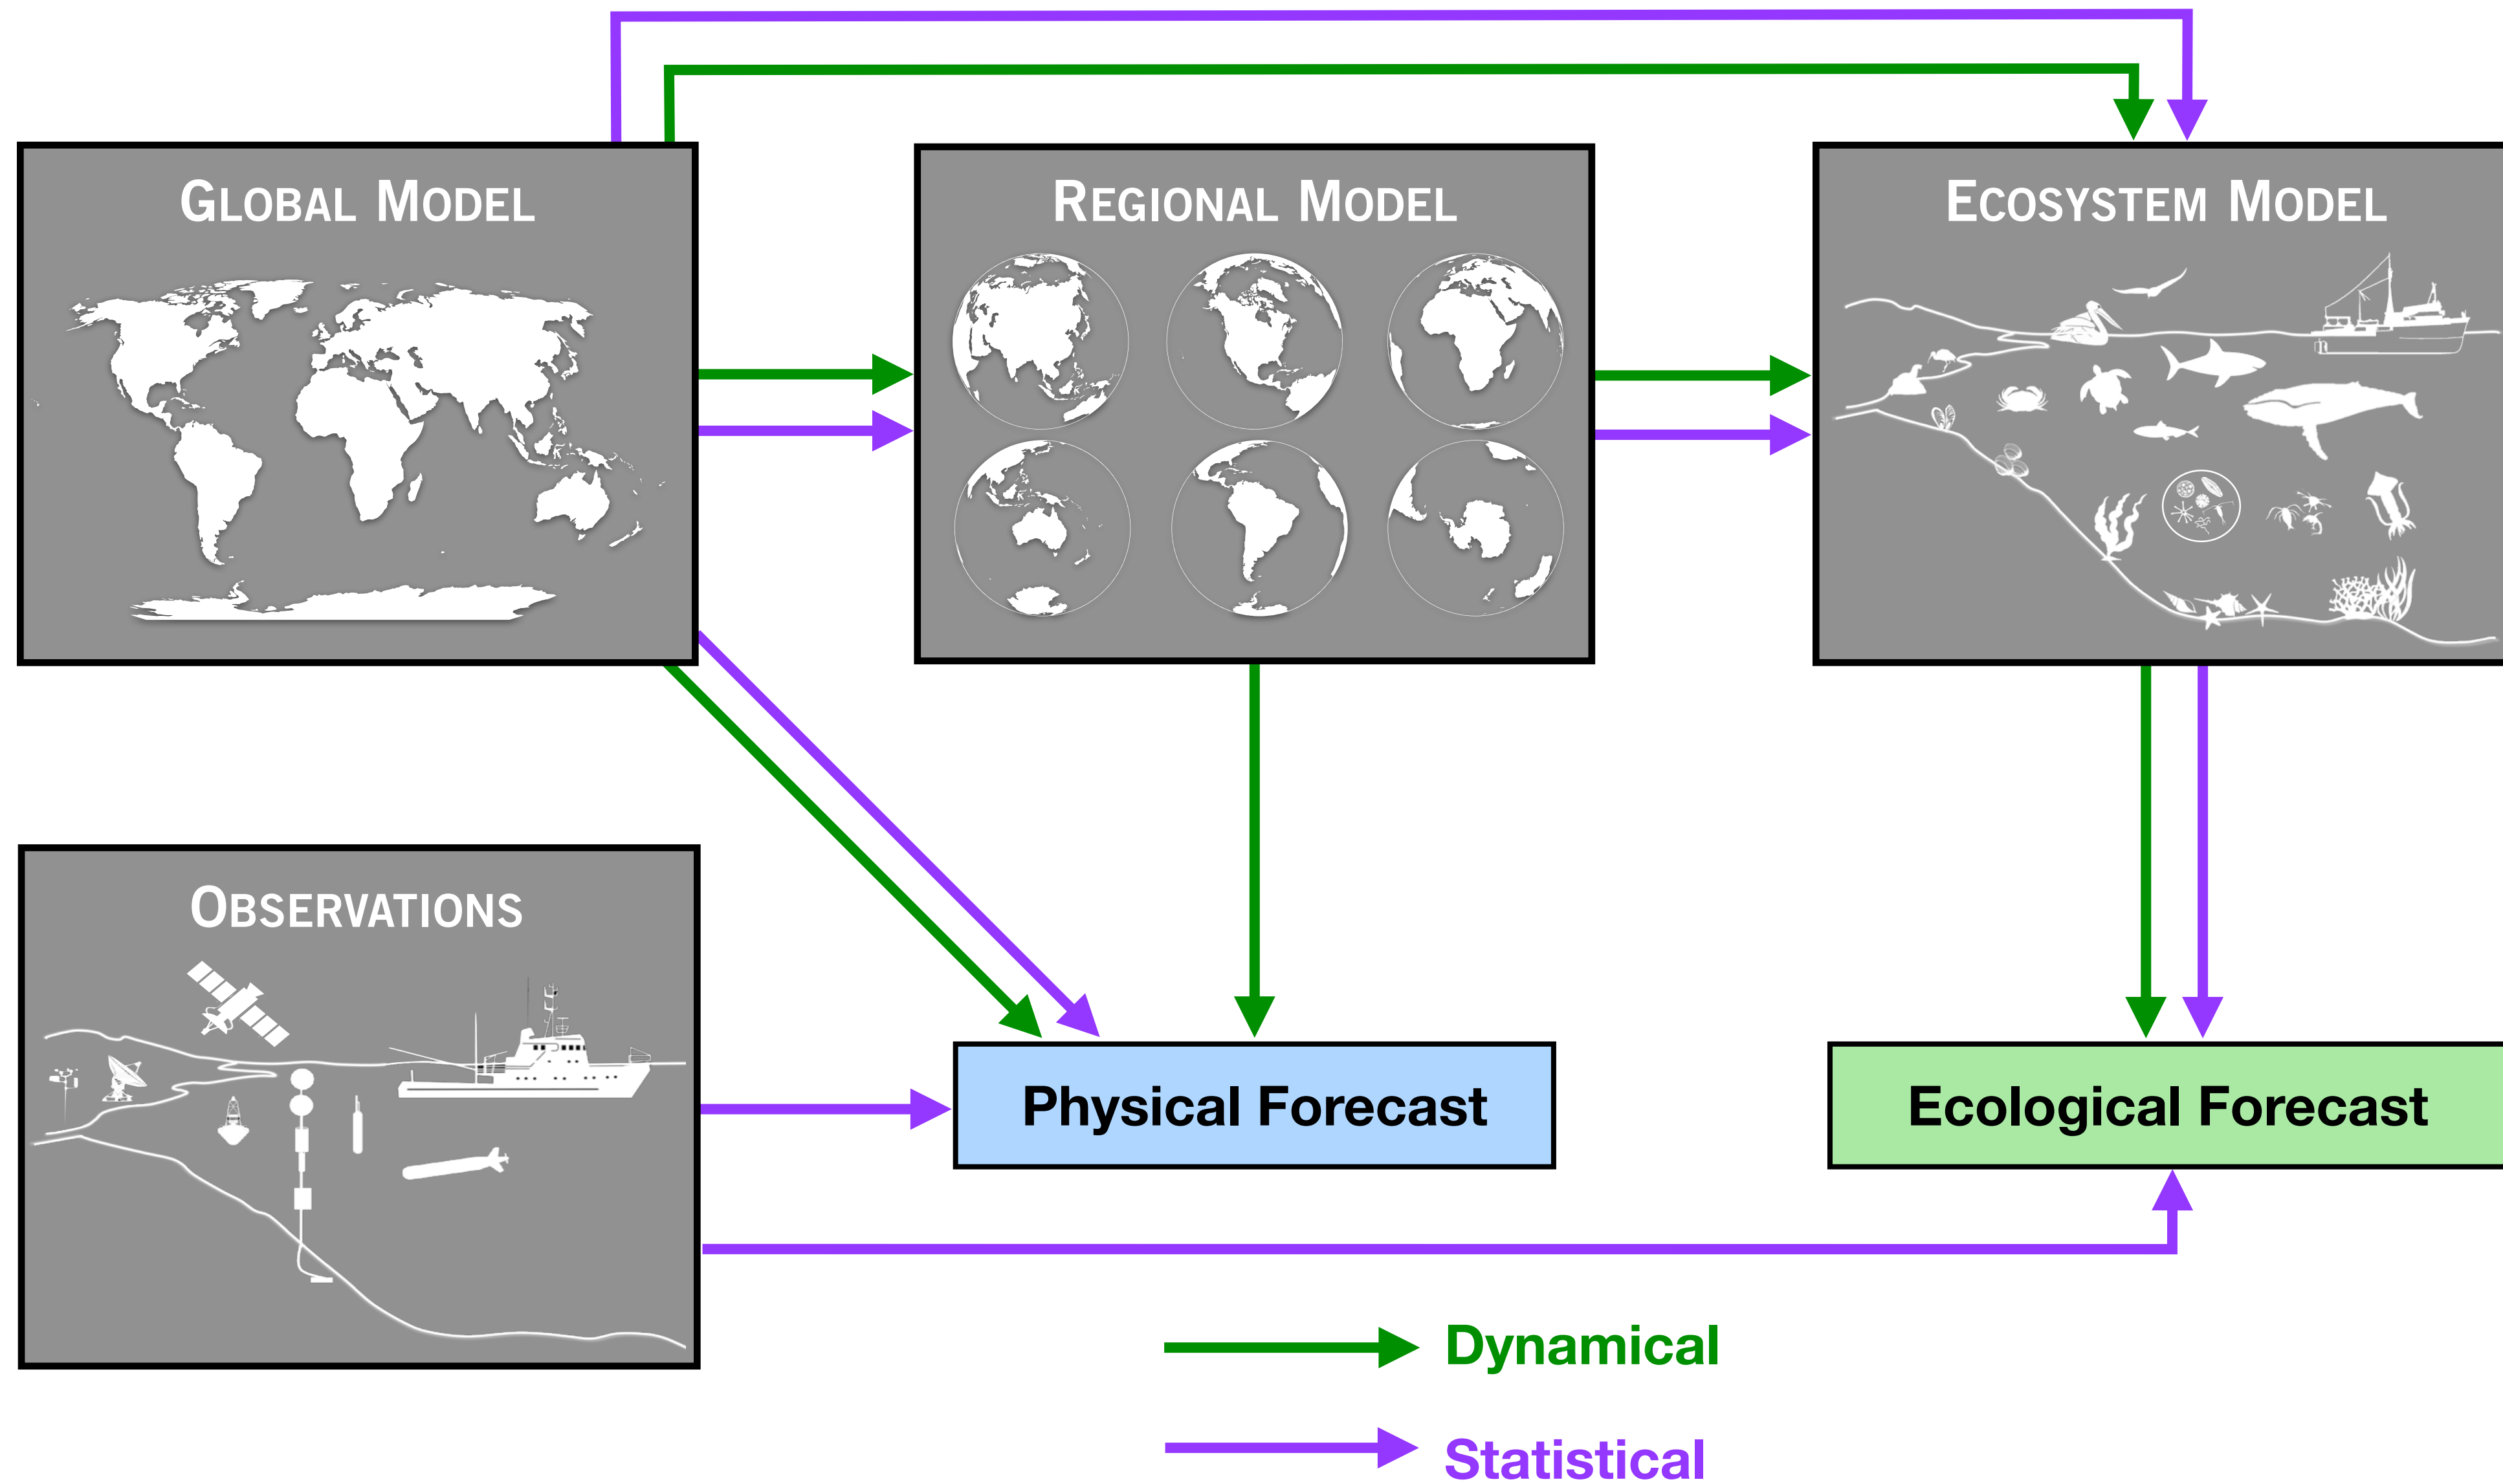 GLOBAL MODEL
REGIONAL MODEL
ECOSYSTEM MODEL
OBSERVATIONS
Physical Forecast
Ecological Forecast
Dynamical
Statistical